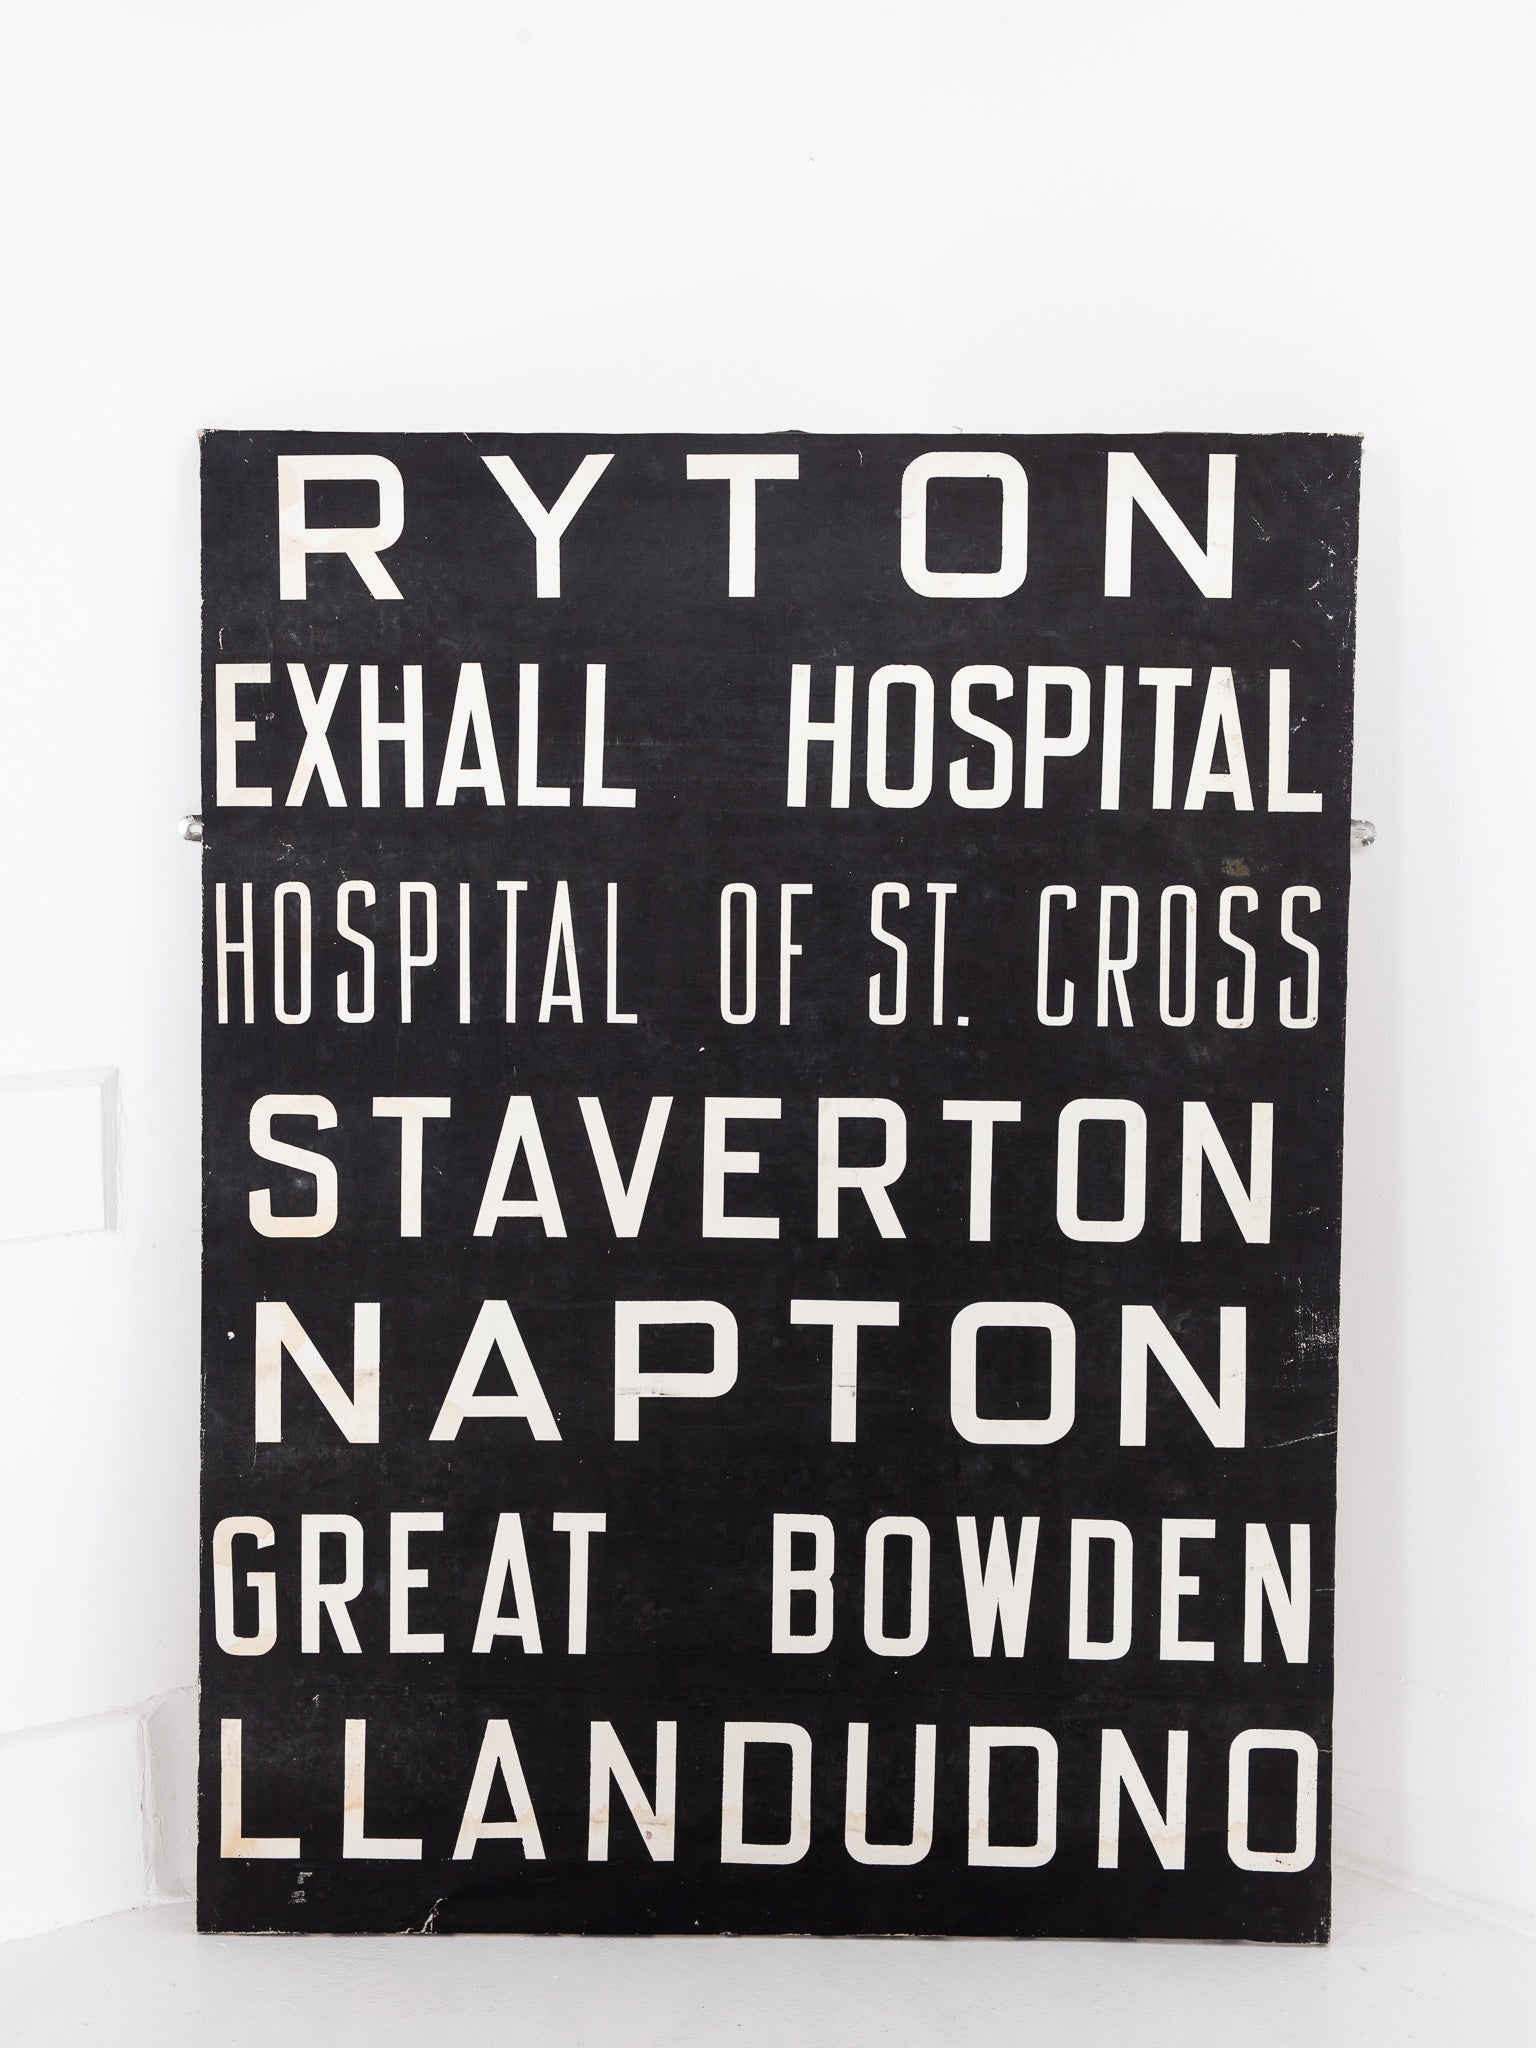 RYTON
EXHALL HOSPITAL
HOSPITAL OF ST. CROSS
STAVERTON
NAPTON
GREAT BOWDEN
LLANDUDNO